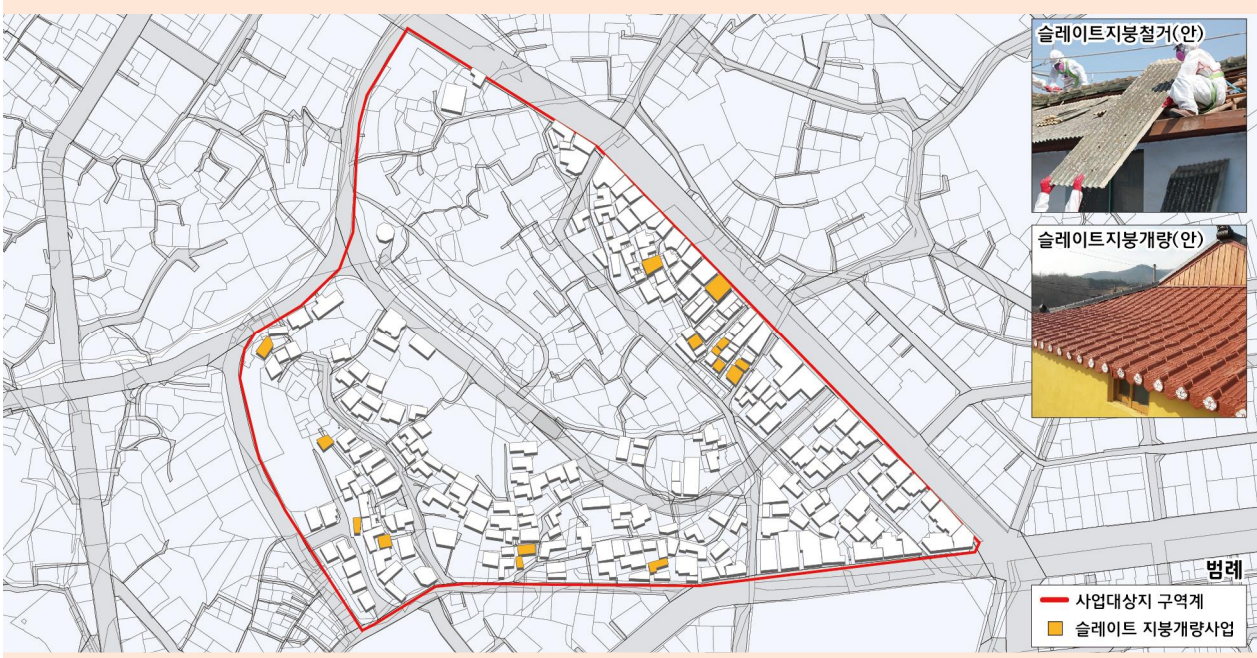 슬레이트지붕철거(안)
슬레이트지붕개량(안)
범례
사업대상지 구역계
슬레이트 지붕개량사업